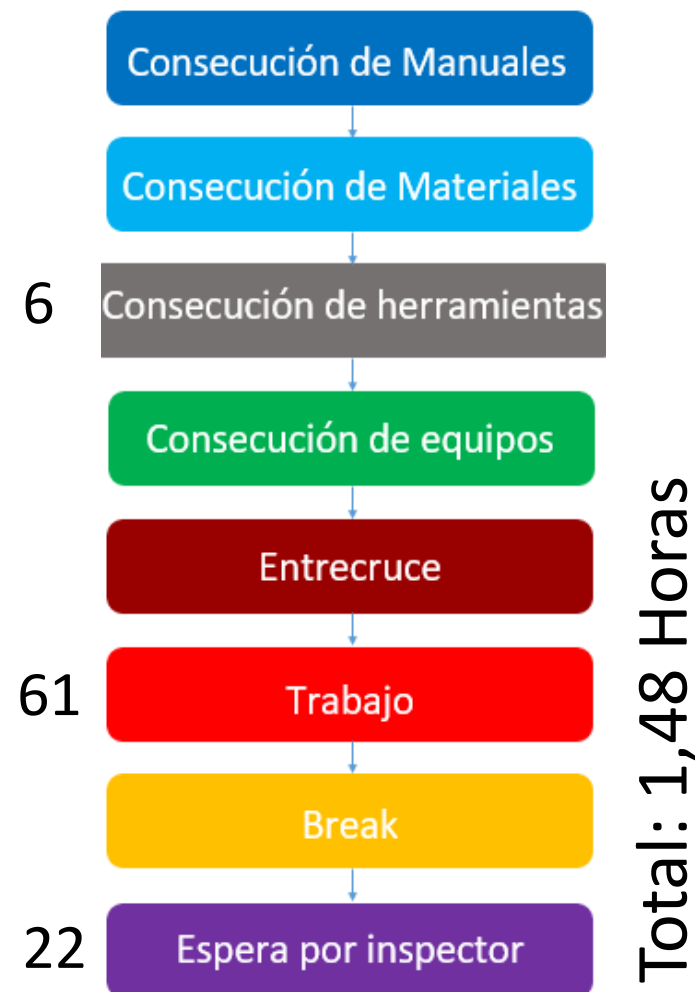 Consecución de Manuales
Consecución de Materiales
6
Consecución de herramientas
Consecución de equipos
Entrecruce
61
Trabajo
Break
22
Espera por inspector
Total: 1,48 Horas